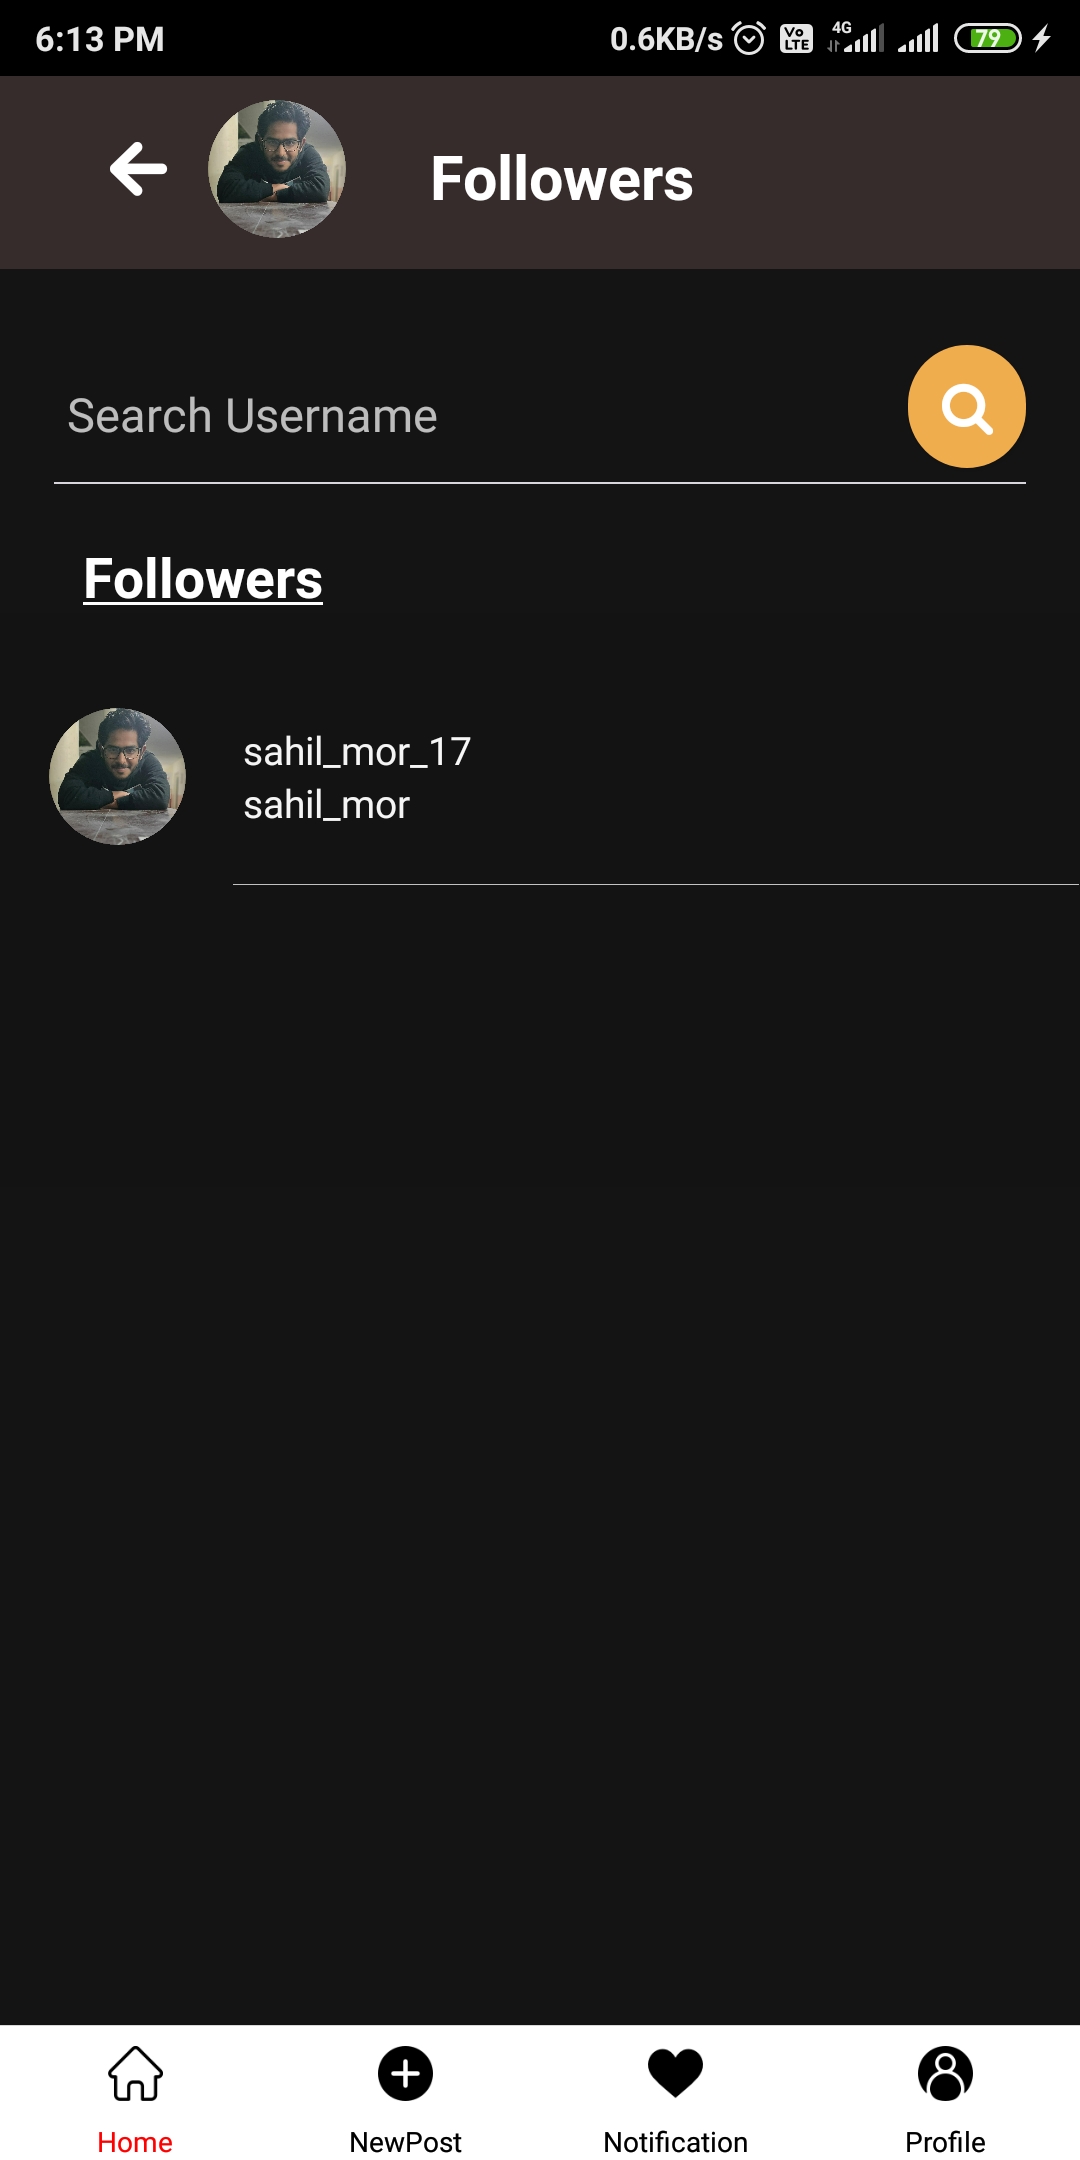 6:13 PM 0.6KB/s Vo LTE 4G 79
Followers
Search Username
Followers
sahil_mor_17
sahil_mor
Home NewPost Notification Profile